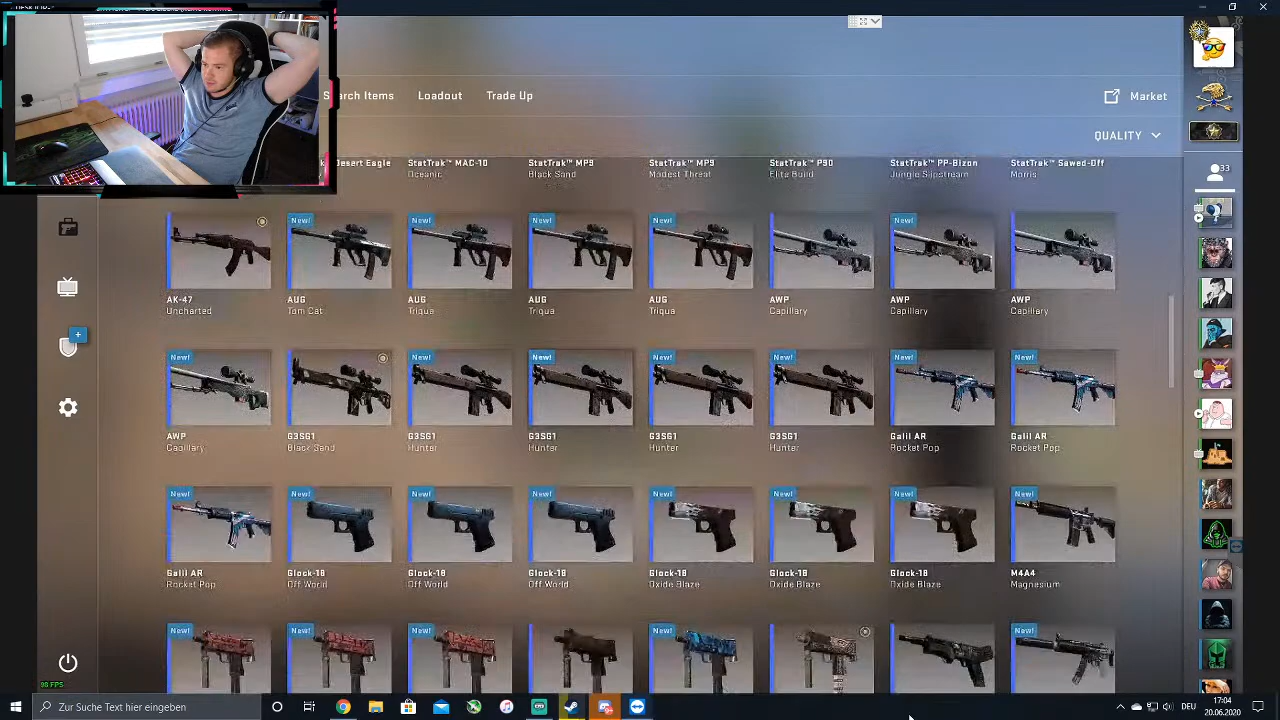 Search Items
Loadout
Trade Up
Market
QUALITY
Desert Eagle
StatTrak™ MAC-10
StatTrak™ MP9
StatTrak™ MP9
StatTrak™ P90
StatTrak™ PP-Bizon
StatTrak™ Sawed-Off
Oceanic
Black Sand
Modest Threat
Elite Build
Jungle Slipstream
Morris
33
New!
New!
New!
New!
New!
New!
AK-47
AUG
AUG
AUG
AUG
AWP
AWP
AWP
Uncharted
Tom Cat
Triqua
Triqua
Triqua
Capillary
Capillary
Capillary
+
New!
New!
New!
New!
New!
New!
New!
AWP
G3SG1
G3SG1
G3SG1
G3SG1
G3SG1
Galil AR
Galil AR
Capillary
Black Sand
Hunter
Hunter
Hunter
Hunter
Rocket Pop
Rocket Pop
New!
New!
New!
New!
New!
New!
New!
New!
Galil AR
Glock-18
Glock-18
Glock-18
Glock-18
Glock-18
Glock-18
M4A4
Rocket Pop
Off World
Off World
Off World
Oxide Blaze
Oxide Blaze
Oxide Blaze
Magnesium
New!
New!
New!
New!
New!
98 FPS
Zur Suche Text hier eingeben
DEU
17:04
20.06.2020